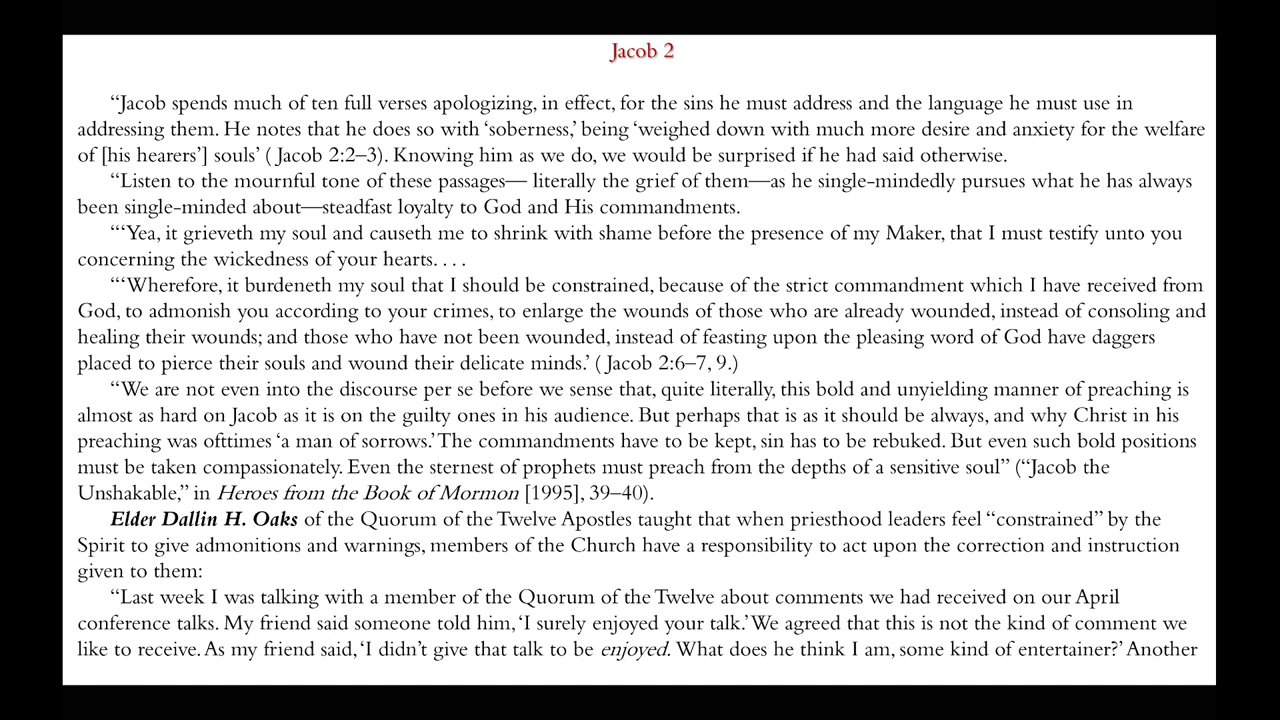 Jacob 2
“Jacob spends much of ten full verses apologizing, in effect, for the sins he must address and the language he must use in
addressing them. He notes that he does so with ‘soberness,’ being ‘weighed down with much more desire and anxiety for the welfare
of [his hearers’] souls’ ( Jacob 2:2–3). Knowing him as we do, we would be surprised if he had said otherwise.
“Listen to the mournful tone of these passages— literally the grief of them—as he single-mindedly pursues what he has always
been single-minded about—steadfast loyalty to God and His commandments.
“‘Yea, it grieveth my soul and causeth me to shrink with shame before the presence of my Maker, that I must testify unto you
concerning the wickedness of your hearts. . . .
“‘Wherefore, it burdeneth my soul that I should be constrained, because of the strict commandment which I have received from
God, to admonish you according to your crimes, to enlarge the wounds of those who are already wounded, instead of consoling and
healing their wounds; and those who have not been wounded, instead of feasting upon the pleasing word of God have daggers
placed to pierce their souls and wound their delicate minds.’ ( Jacob 2:6–7, 9.)
“We are not even into the discourse per se before we sense that, quite literally, this bold and unyielding manner of preaching is
almost as hard on Jacob as it is on the guilty ones in his audience. But perhaps that is as it should be always, and why Christ in his
preaching was ofttimes ‘a man of sorrows.’ The commandments have to be kept, sin has to be rebuked. But even such bold positions
must be taken compassionately. Even the sternest of prophets must preach from the depths of a sensitive soul” (“Jacob the
Unshakable,” in Heroes from the Book of Mormon [1995], 39–40).
Elder Dallin H. Oaks of the Quorum of the Twelve Apostles taught that when priesthood leaders feel “constrained” by the
Spirit to give admonitions and warnings, members of the Church have a responsibility to act upon the correction and instruction
given to them:
“Last week I was talking with a member of the Quorum of the Twelve about comments we had received on our April
conference talks. My friend said someone told him, ‘I surely enjoyed your talk.’ We agreed that this is not the kind of comment we
like to receive. As my friend said, ‘I didn’t give that talk to be enjoyed. What does he think I am, some kind of entertainer?’ Another